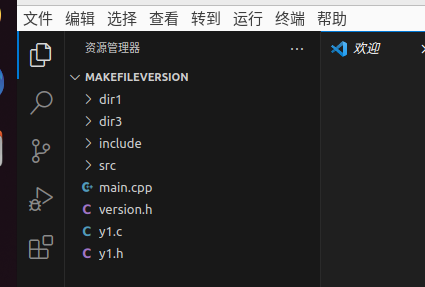 文件 编辑 选择 查看 转到 运行 终端 帮助
资源管理器 ···
欢迎
MAKEFILEVERSION
dir1
dir3
include
src
main.cpp
C version.h
C y1.c
C y1.h